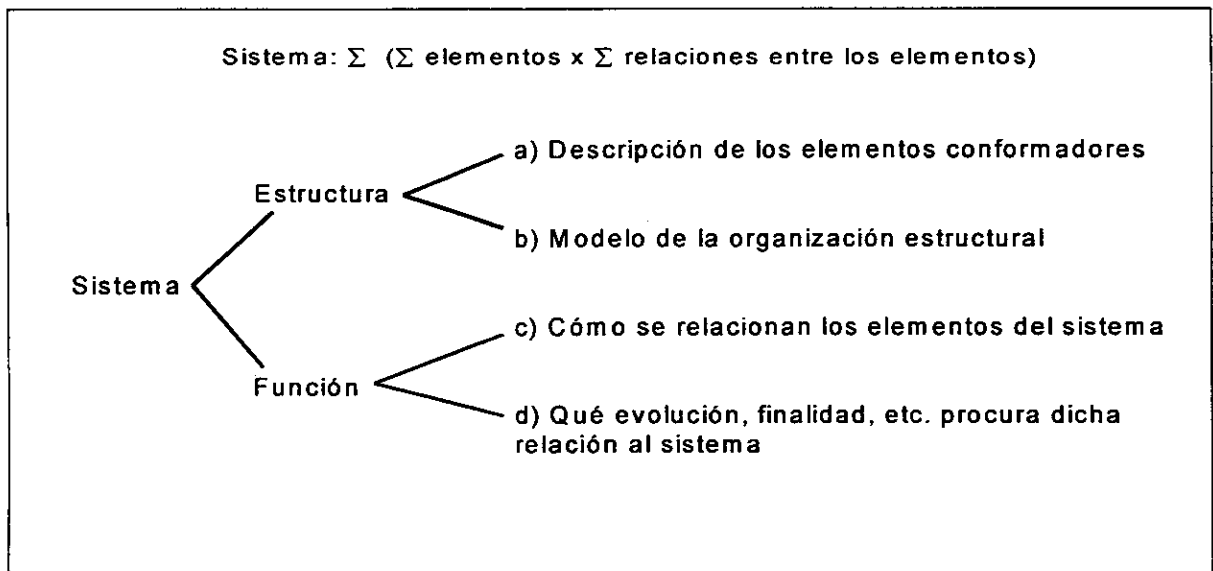 Sistema: Σ (Σ elementos x Σ relaciones entre los elementos)
a) Descripción de los elementos conformadores
Estructura
b) Modelo de la organización estructural
Sistema
c) Cómo se relacionan los elementos del sistema
Función
d) Qué evolución, finalidad, etc. procura dicha
relación al sistema